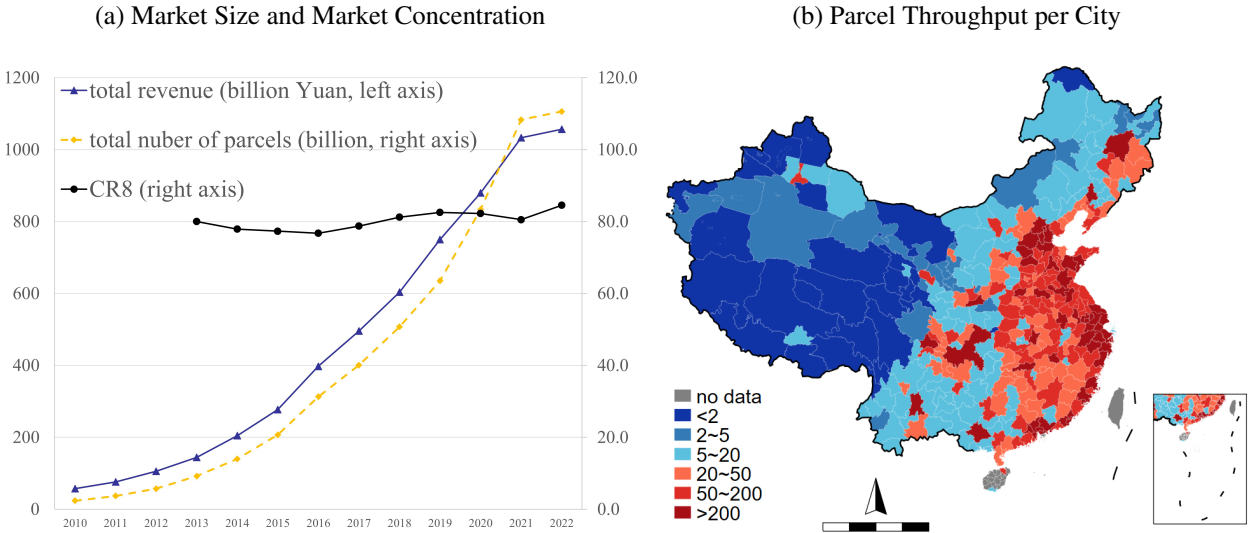 (a) Market Size and Market Concentration
1200
1000
800
600
400
200
0
total revenue (billion Yuan, left axis)
total nuber of parcels (billion, right axis)
CR8 (right axis)
120.0
100.0
80.0
60.0
40.0
20.0
0.0
2010 2011 2012 2013 2014 2015 2016 2017 2018 2019 2020 2021 2022
(b) Parcel Throughput per City
no data
<2
2~5
5~20
20~50
50~200
>200